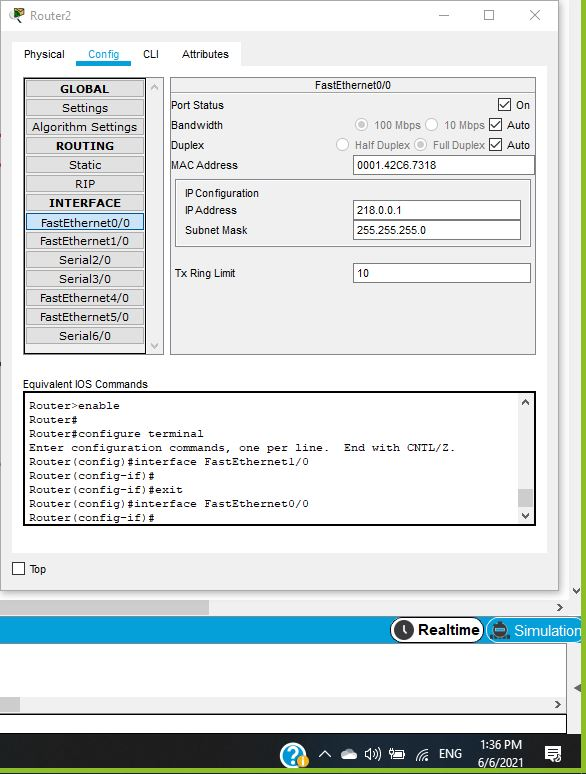 Router2
Physical Config CLI Attributes
GLOBAL
Settings
Algorithm Settings
ROUTING
Static
RIP
INTERFACE
FastEthernet0/0
FastEthernet1/0
Serial2/0
Serial3/0
FastEthernet4/0
FastEthernet5/0
Serial6/0
FastEthernet0/0
Port Status On
Bandwidth 100 Mbps 10 Mbps Auto
Duplex Half Duplex Full Duplex Auto
MAC Address 0001.42C6.7318
IP Configuration
IP Address 218.0.0.1
Subnet Mask 255.255.255.0
Tx Ring Limit 10
Equivalent IOS Commands
Router>enable
Router#
Router#configure terminal
Enter configuration commands, one per line. End with CNTL/Z.
Router(config)#interface FastEthernet1/0
Router(config-if)#
Router(config-if)#exit
Router(config)#interface FastEthernet0/0
Router(config-if)#
Top
Realtime Simulation
ENG
1:36 PM
6/6/2021